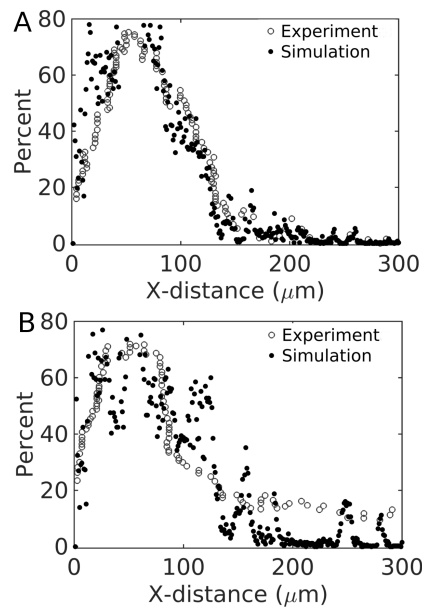 A
80
60
40
20
0
Percent
Experiment
Simulation
0 100 200 300
X-distance (μm)
B
80
60
40
20
0
Percent
Experiment
Simulation
0 100 200 300
X-distance (μm)